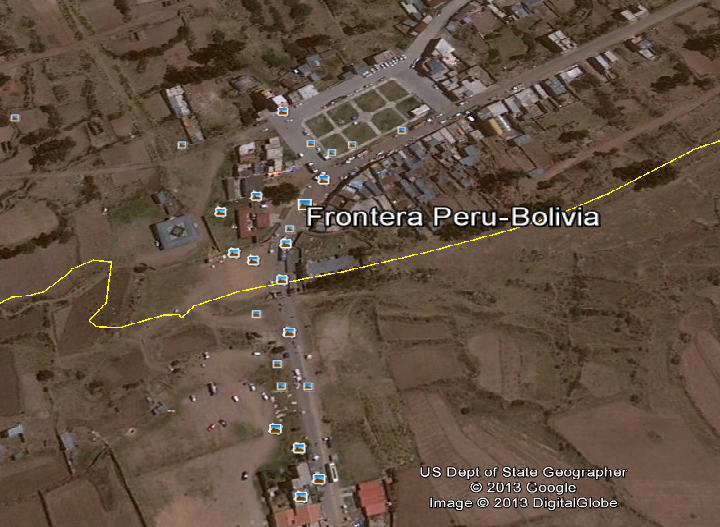 Frontera Peru-Bolivia
US Dept of State Geographer
© 2013 Google
Image © 2013 DigitalGlobe